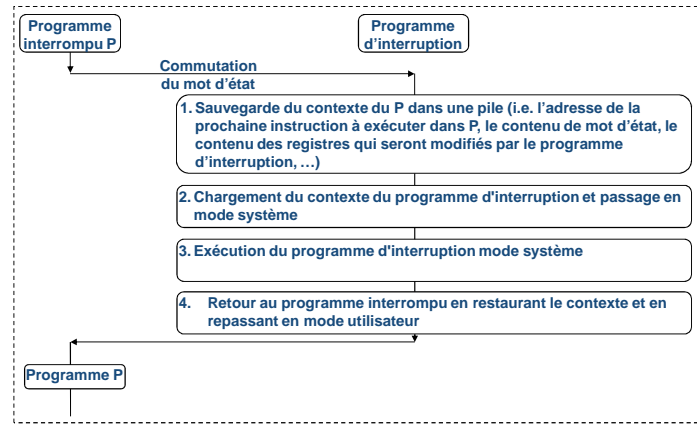 Programme
interrompu P
Programme
d’interruption
Commutation
du mot d’état
1. Sauvegarde du contexte du P dans une pile (i.e. l’adresse de la
prochaine instruction à exécuter dans P, le contenu de mot d’état, le
contenu des registres qui seront modifiés par le programme
d’interruption, …)
2. Chargement du contexte du programme d'interruption et passage en
mode système
3. Exécution du programme d'interruption mode système
4. Retour au programme interrompu en restaurant le contexte et en
repassant en mode utilisateur
Programme P